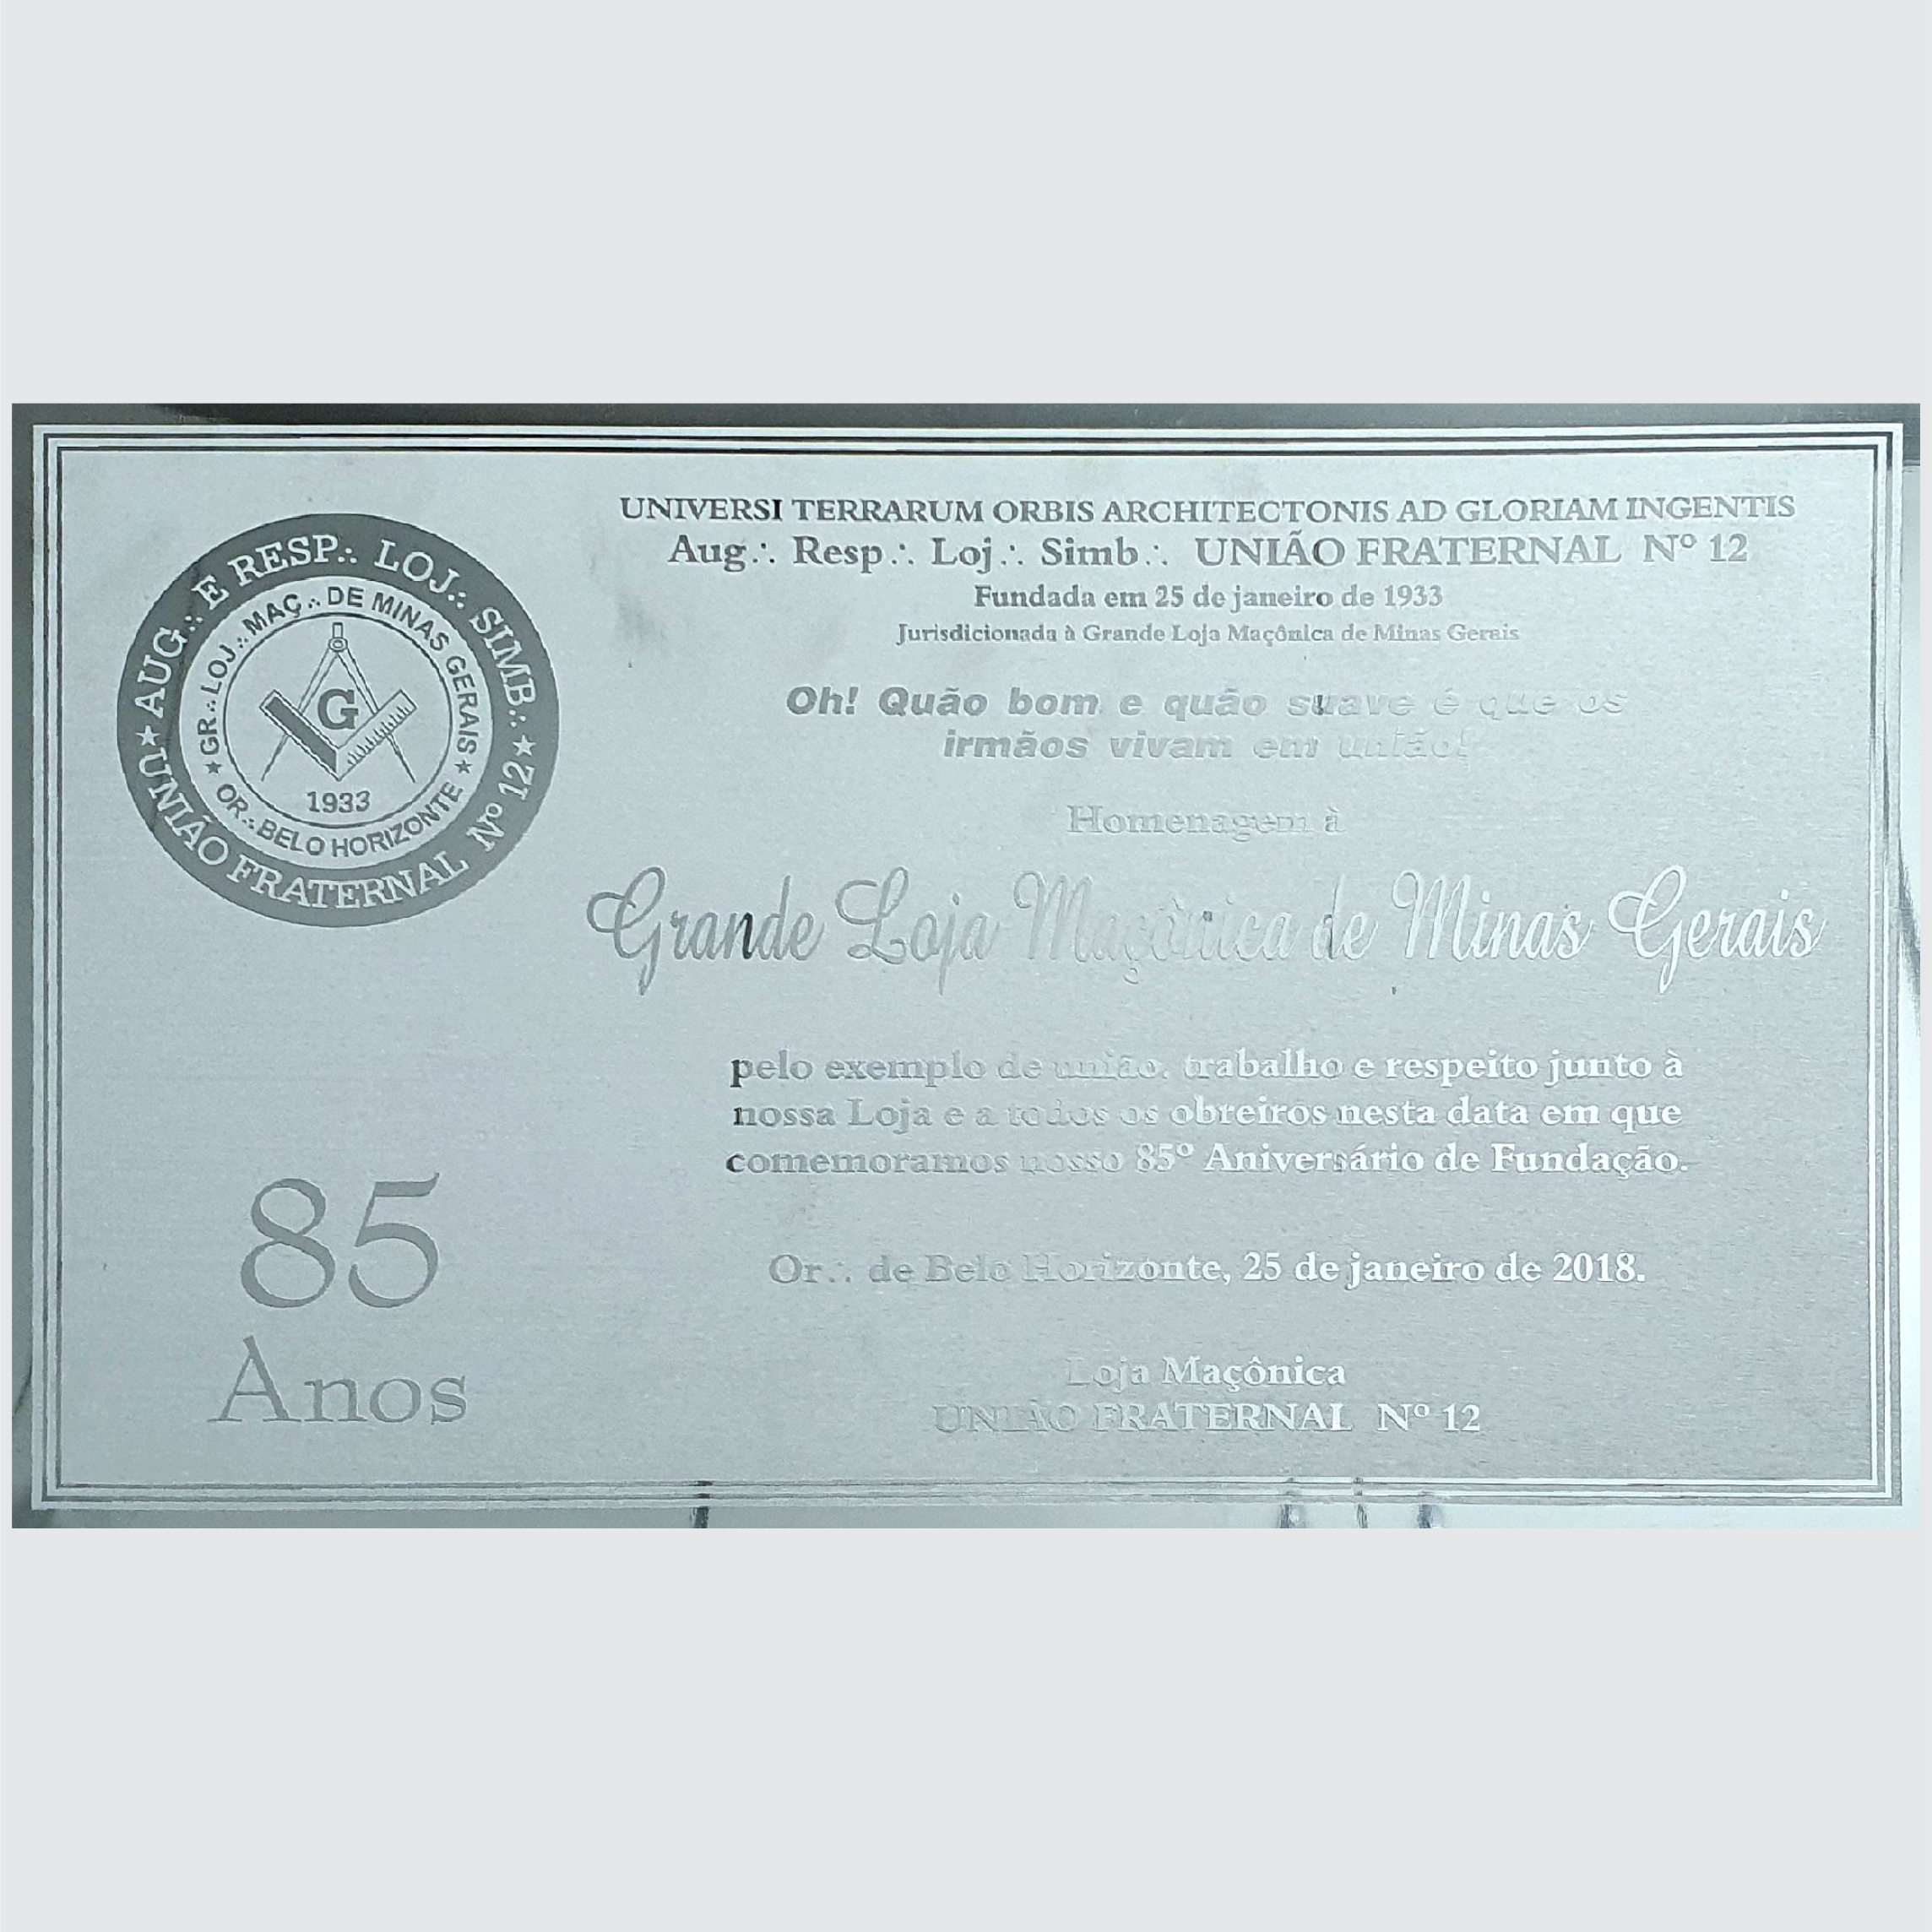 UNIVERSI TERRARUM ORBIS ARCHITECTONIS AD GLORIAM INGENTIS
Aug∴ Resp∴ Loj∴ Simb∴ UNIÃO FRATERNAL Nº 12
Fundada em 25 de janeiro de 1933
Jurisdicionada à Grande Loja Maçônica de Minas Gerais
★ AUG∴ E RESP∴ LOJ∴ SIMB∴ ★
UNIÃO FRATERNAL Nº 12
GR∴ LOJ∴ MAÇ∴ DE MINAS GERAIS
★ OR∴ BELO HORIZONTE ★
G
1933
Oh! Quão bom e quão suave é que os
irmãos vivam em união!
Homenagem à
Grande Loja Maçônica de Minas Gerais
pelo exemplo de união, trabalho e respeito junto à
nossa Loja e a todos os obreiros nesta data em que
comemoramos nosso 85º Aniversário de Fundação.
85
Anos
Or∴ de Belo Horizonte, 25 de janeiro de 2018.
Loja Maçônica
UNIÃO FRATERNAL Nº 12